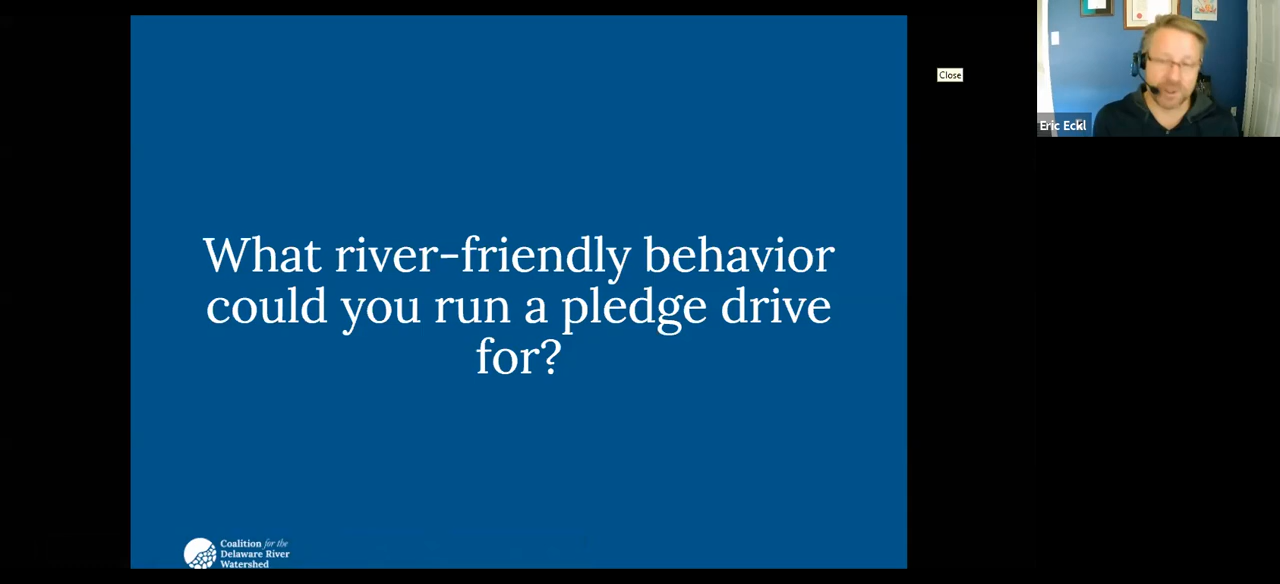 What river-friendly behavior
could you run a pledge drive
for?
Close
Eric Eckl
Coalition for the
Delaware River
Watershed